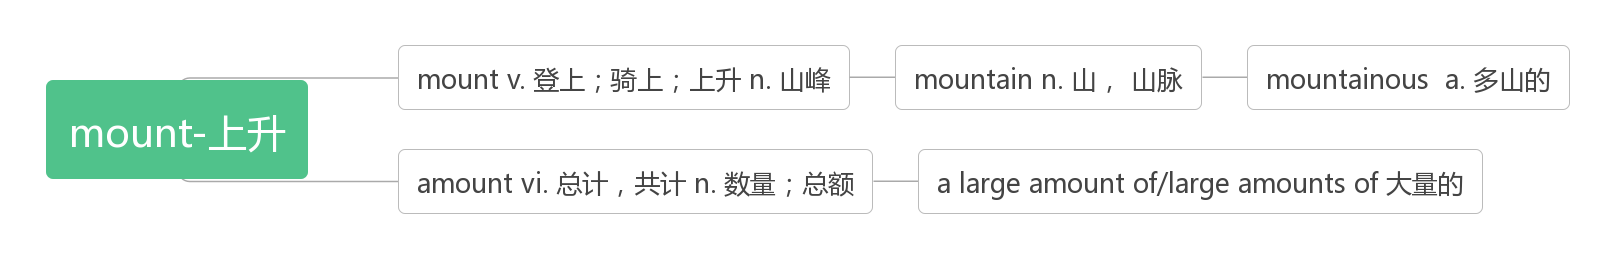 mount v. 登上；骑上；上升 n. 山峰
mountain n. 山， 山脉
mountainous  a. 多山的
mount-上升
amount vi. 总计，共计 n. 数量；总额
a large amount of/large amounts of 大量的